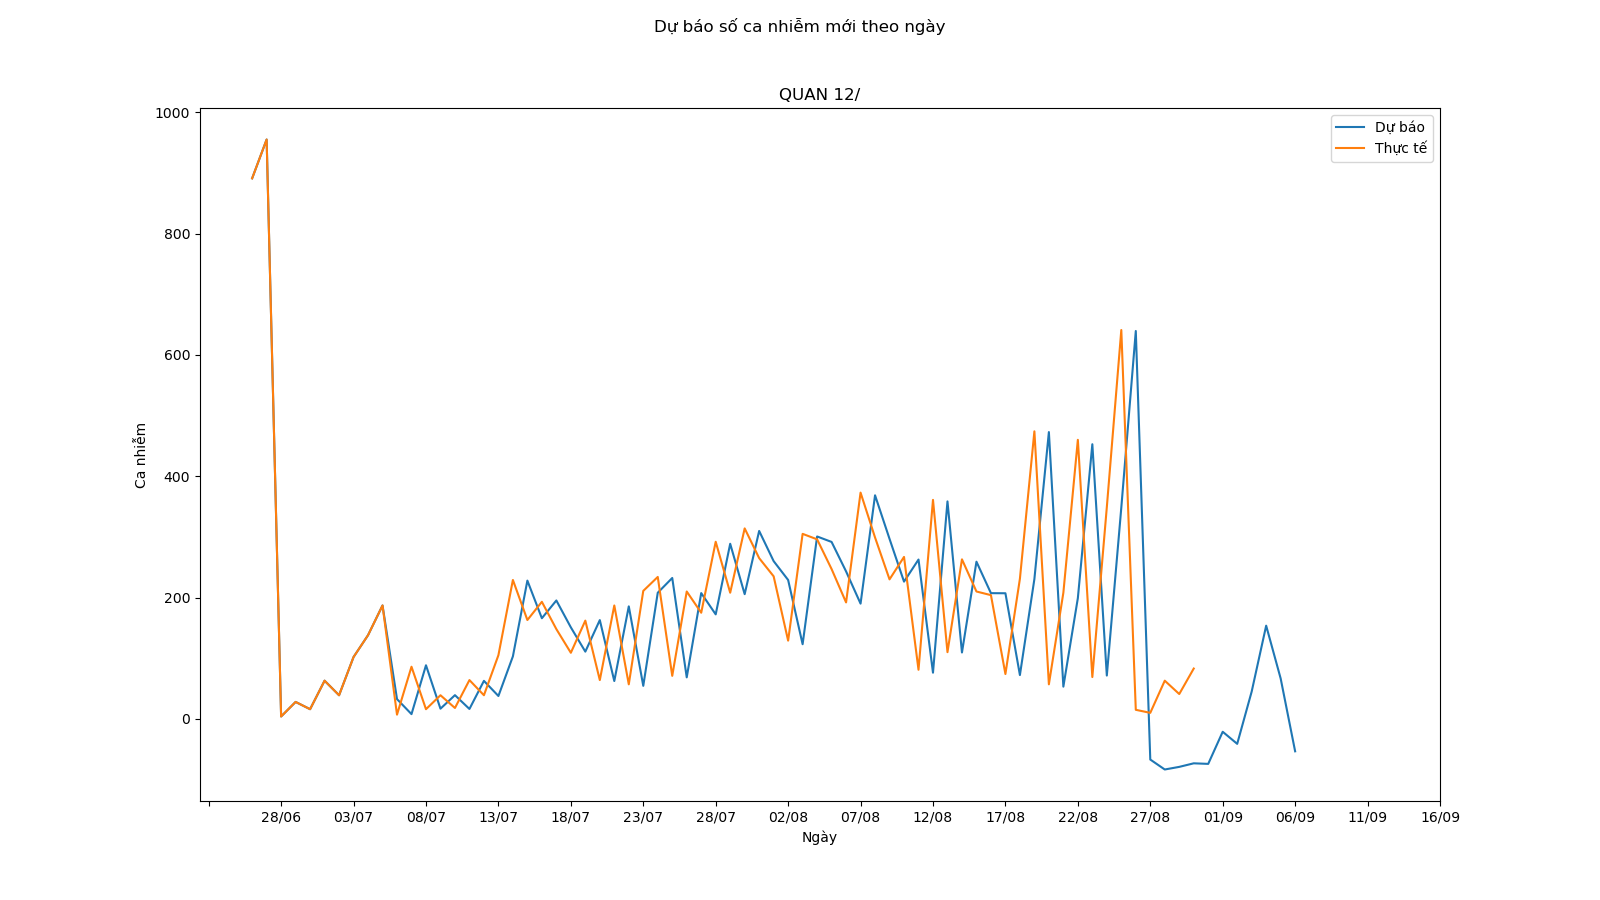 Dự báo số ca nhiễm mới theo ngày
QUAN 12/
Dự báo
Thực tế
1000
800
600
400
200
0
Ca nhiễm
28/06 03/07 08/07 13/07 18/07 23/07 28/07 02/08 07/08 12/08 17/08 22/08 27/08 01/09 06/09 11/09 16/09
Ngày